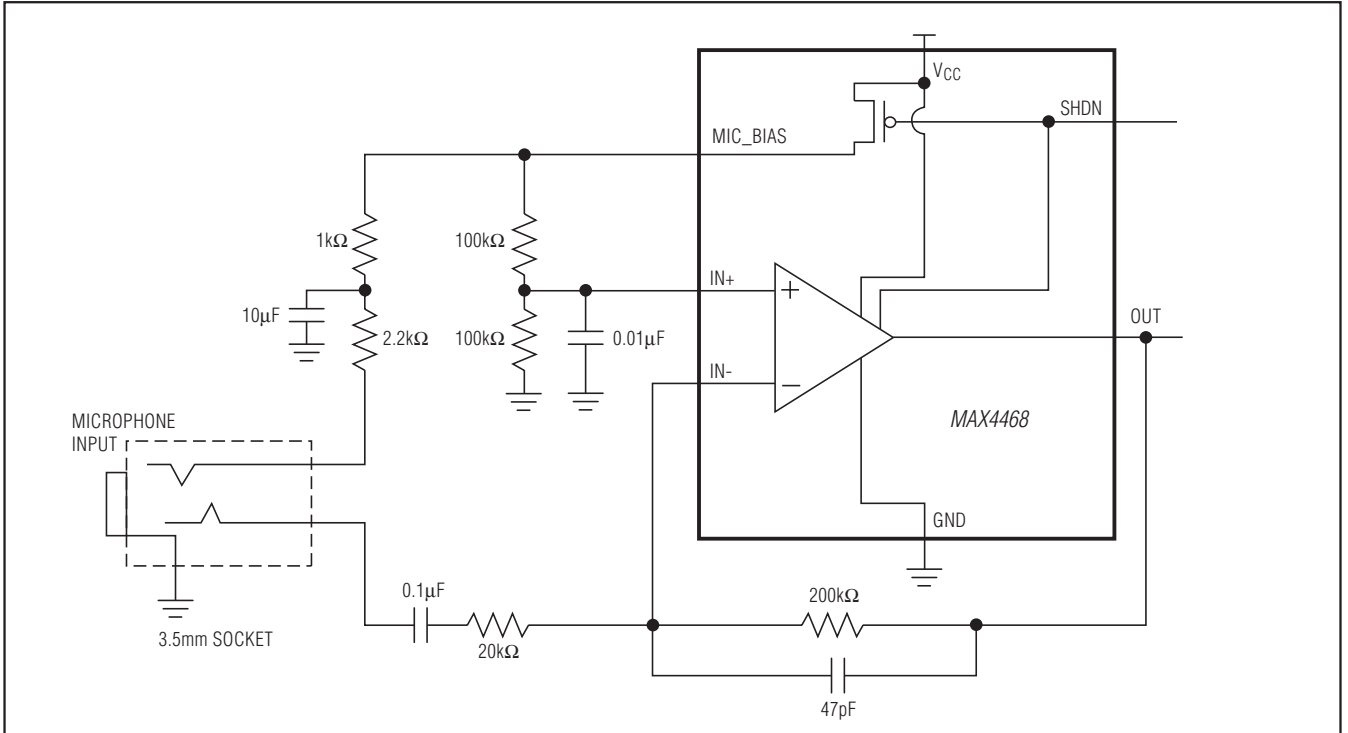 VCC
SHDN
MIC_BIAS
1kΩ
100kΩ
IN+
+
10μF
2.2kΩ
100kΩ
0.01μF
OUT
IN-
−
MAX4468
MICROPHONE
INPUT
GND
0.1μF
200kΩ
20kΩ
3.5mm SOCKET
47pF